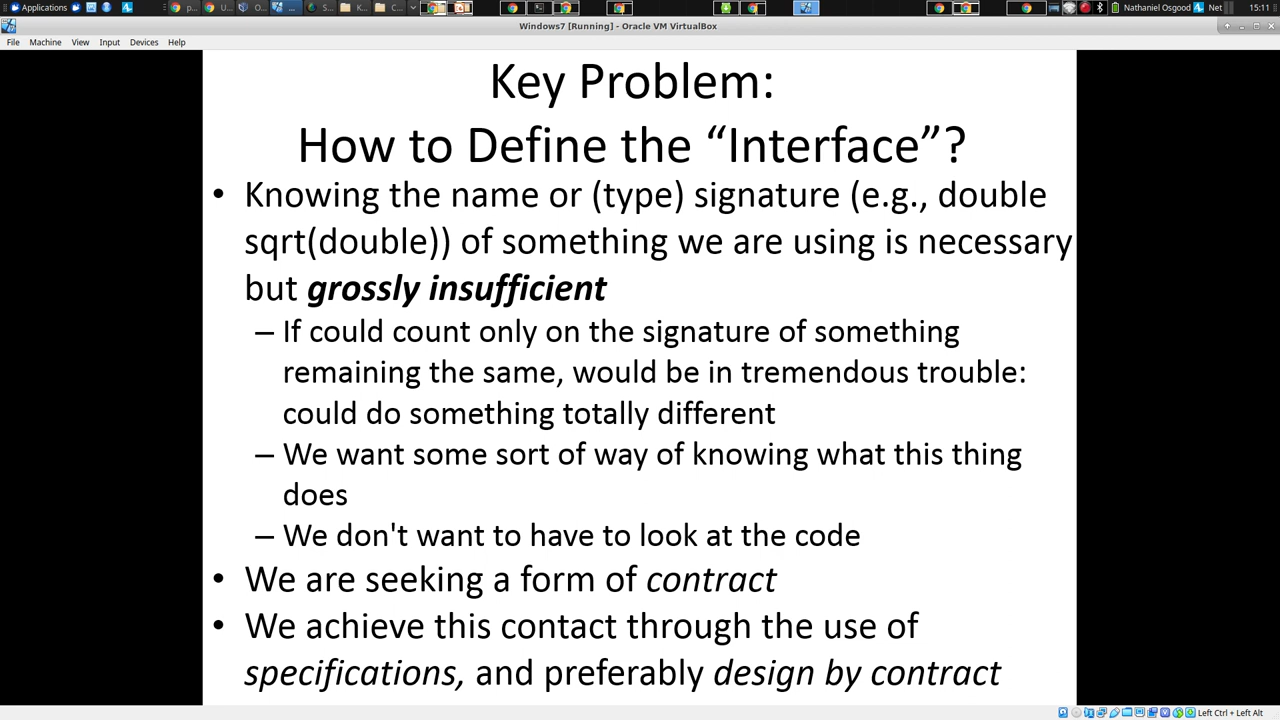 Applications
Nathaniel Osgood
Net
15:11
Windows7 [Running] - Oracle VM VirtualBox
File Machine View Input Devices Help
Key Problem:
How to Define the “Interface”?
• Knowing the name or (type) signature (e.g., double
sqrt(double)) of something we are using is necessary
but grossly insufficient
– If could count only on the signature of something
remaining the same, would be in tremendous trouble:
could do something totally different
– We want some sort of way of knowing what this thing
does
– We don't want to have to look at the code
• We are seeking a form of contract
• We achieve this contact through the use of
specifications, and preferably design by contract
Left Ctrl + Left Alt